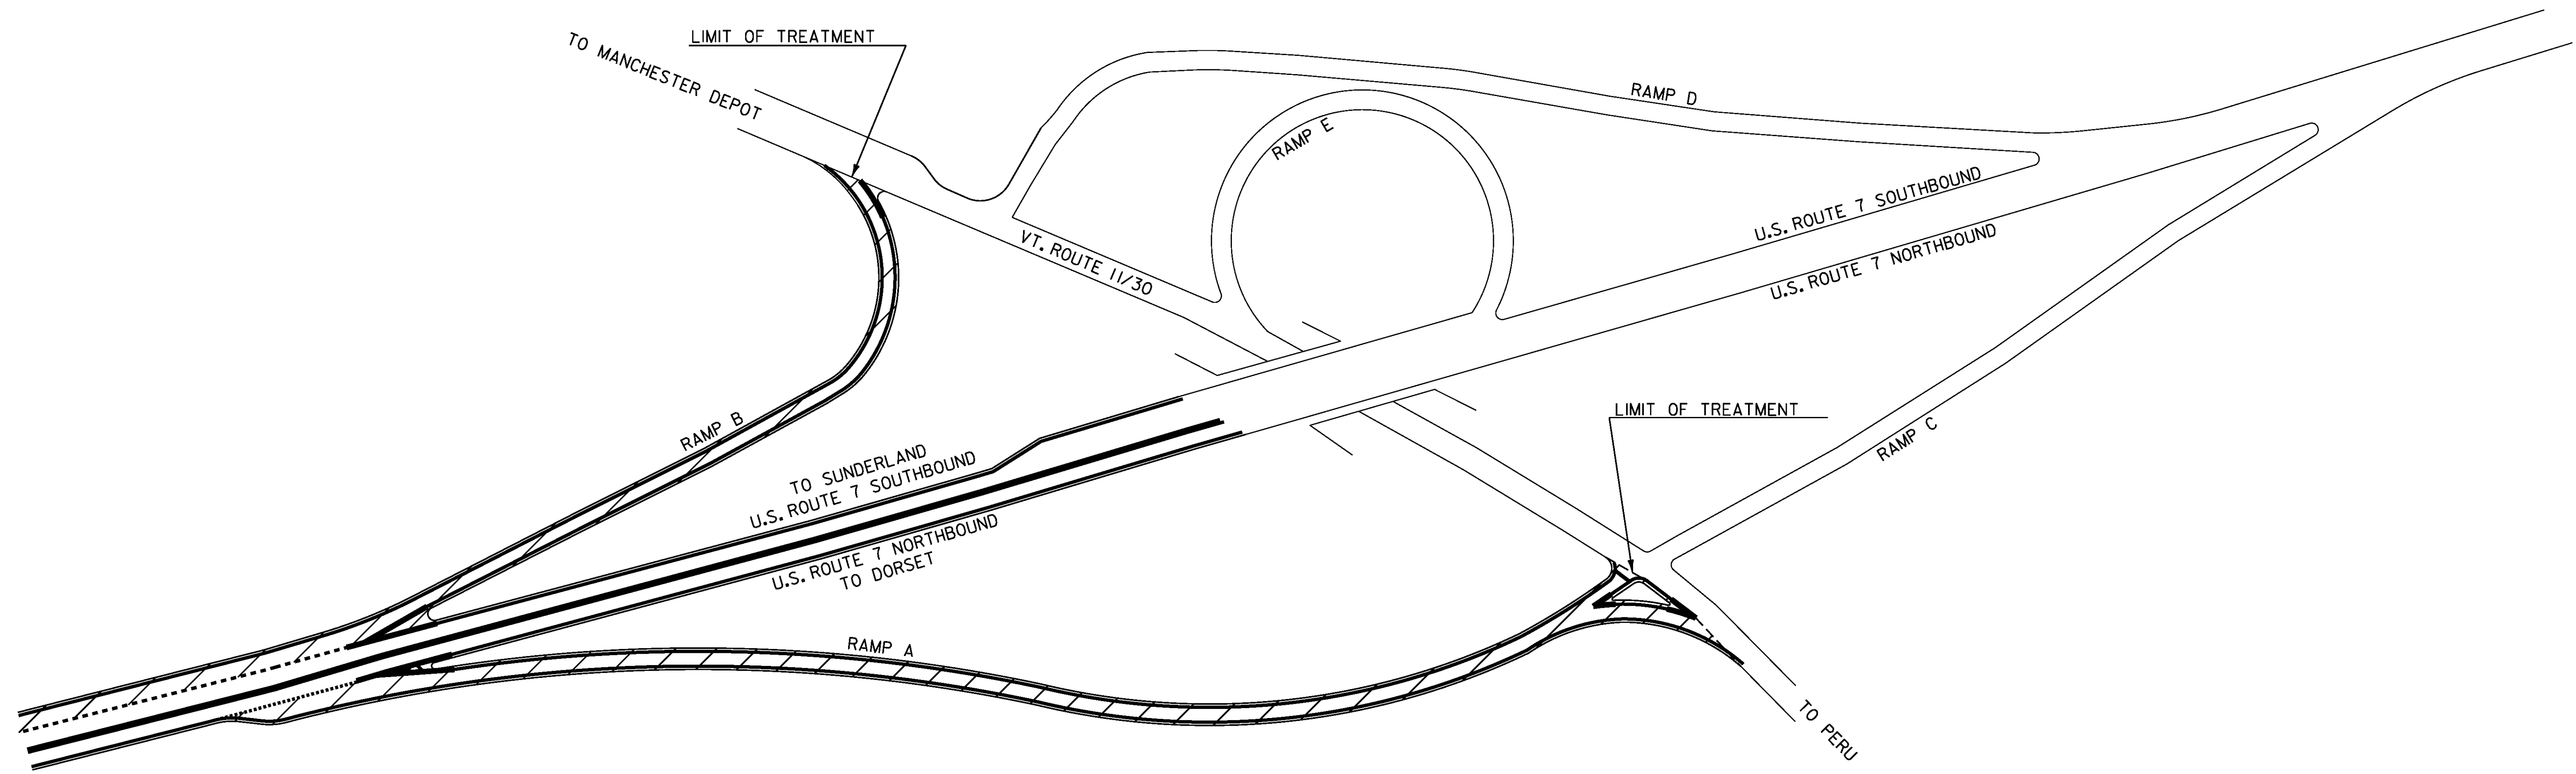 LIMIT OF TREATMENT
TO MANCHESTER DEPOT
RAMP D
RAMP E
U.S. ROUTE 7 SOUTHBOUND
U.S. ROUTE 7 NORTHBOUND
VT. ROUTE 11/30
RAMP B
LIMIT OF TREATMENT
RAMP C
TO SUNDERLAND
U.S. ROUTE 7 SOUTHBOUND
U.S. ROUTE 7 NORTHBOUND
TO DORSET
RAMP A
TO PERU